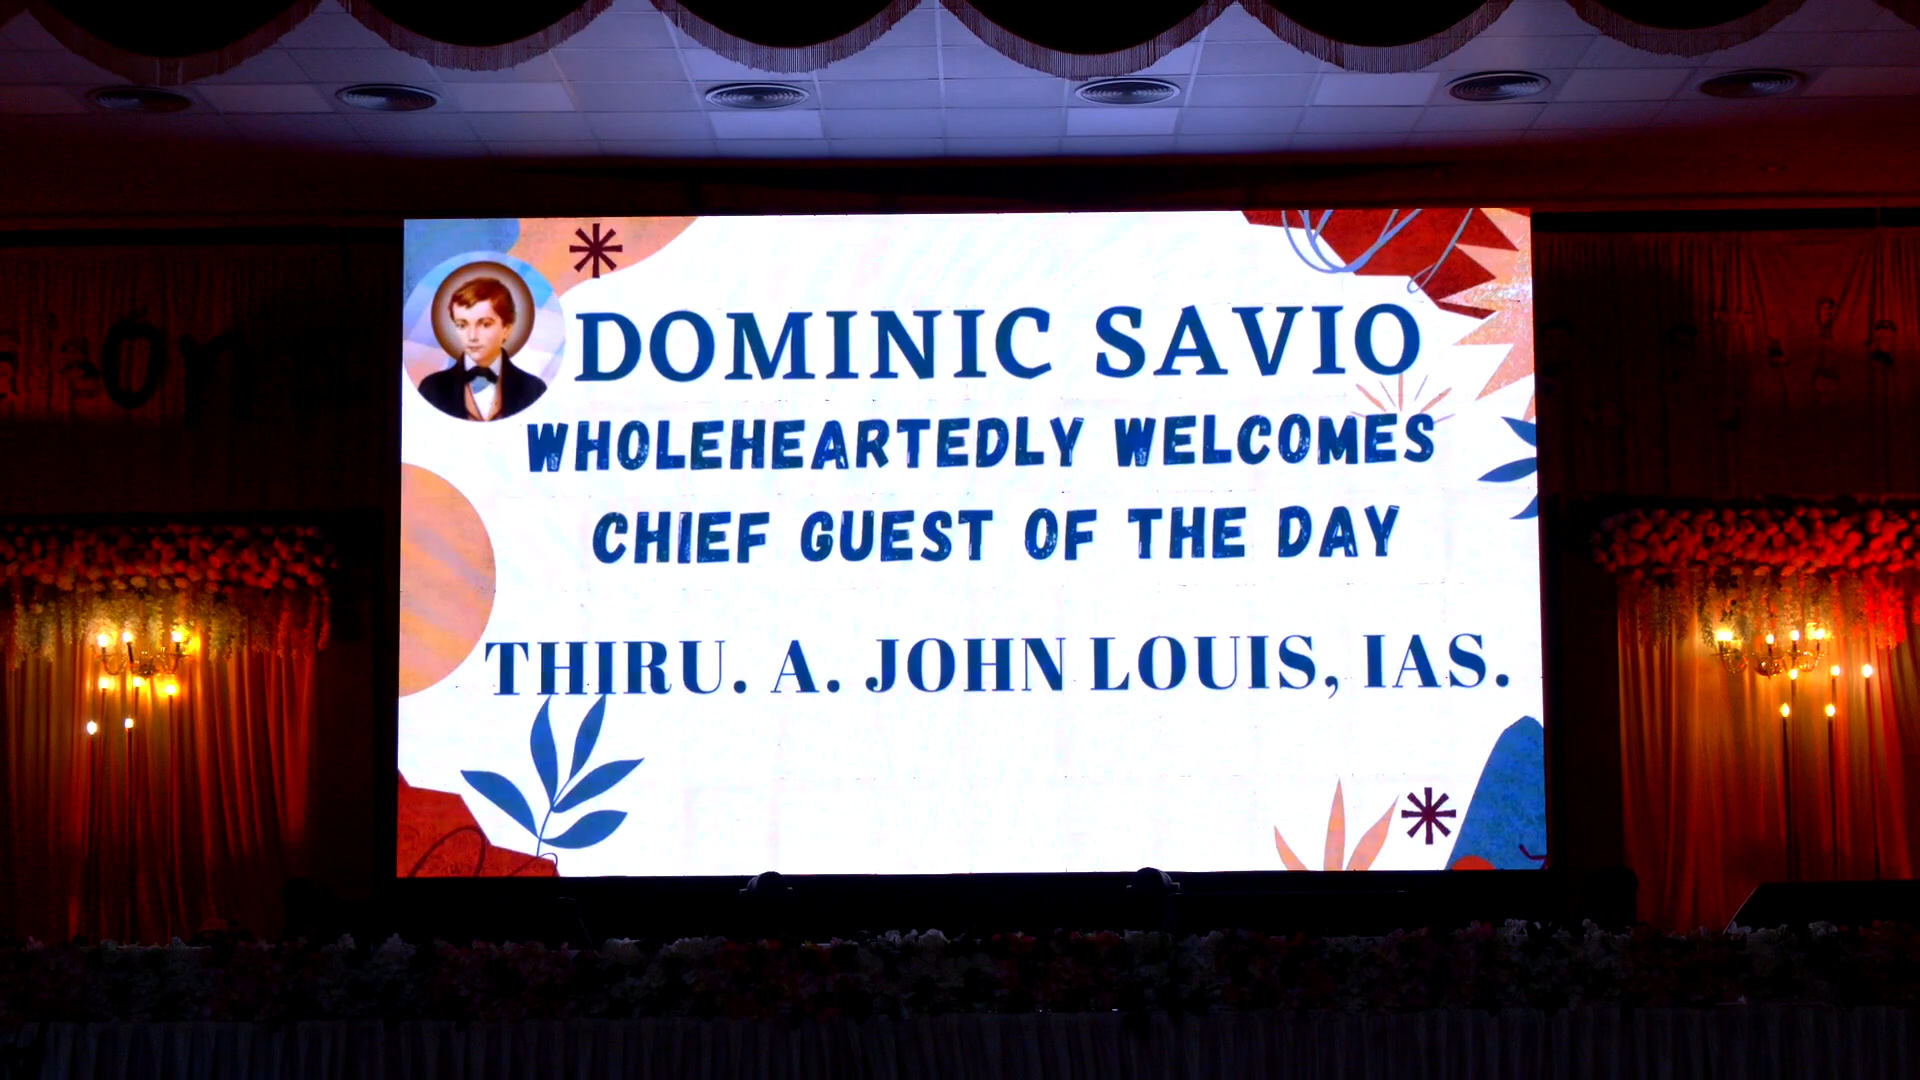 DOMINIC SAVIO
WHOLEHEARTEDLY WELCOMES
CHIEF GUEST OF THE DAY
THIRU. A. JOHN LOUIS, IAS.